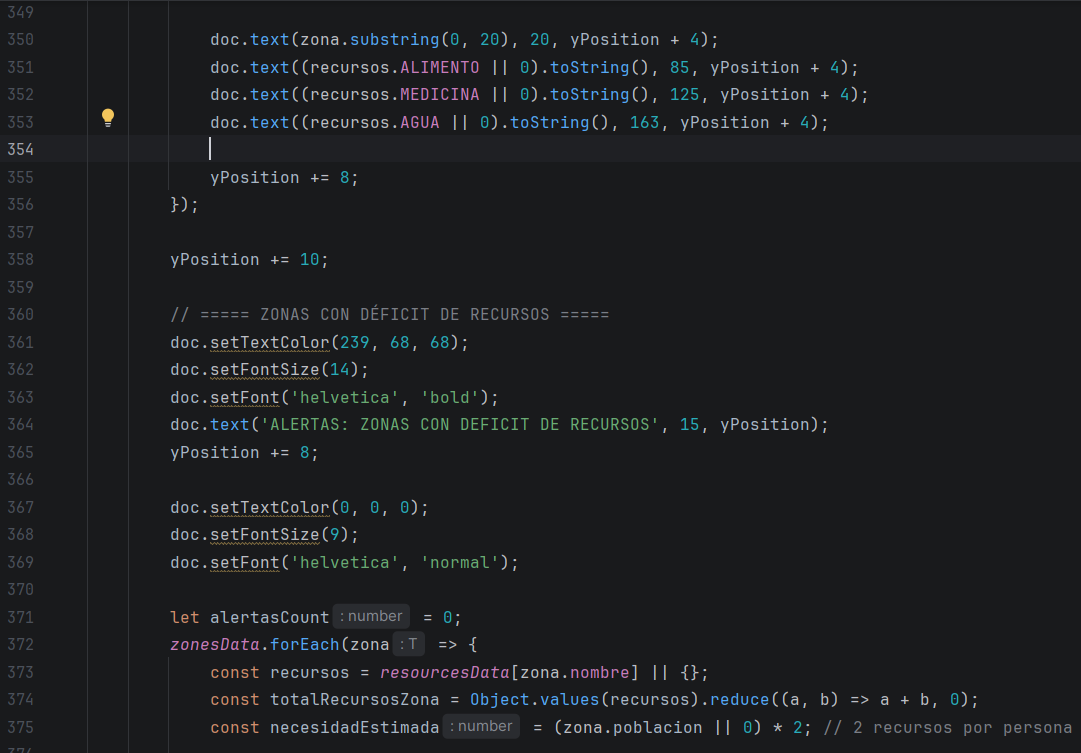 349
350 doc.text(zona.substring(0, 20), 20, yPosition + 4);
351 doc.text((recursos.ALIMENTO || 0).toString(), 85, yPosition + 4);
352 doc.text((recursos.MEDICINA || 0).toString(), 125, yPosition + 4);
353 doc.text((recursos.AGUA || 0).toString(), 163, yPosition + 4);
354
355 yPosition += 8;
356 });
357
358 yPosition += 10;
359
360 // ===== ZONAS CON DÉFICIT DE RECURSOS =====
361 doc.setTextColor(239, 68, 68);
362 doc.setFontSize(14);
363 doc.setFont('helvetica', 'bold');
364 doc.text('ALERTAS: ZONAS CON DEFICIT DE RECURSOS', 15, yPosition);
365 yPosition += 8;
366
367 doc.setTextColor(0, 0, 0);
368 doc.setFontSize(9);
369 doc.setFont('helvetica', 'normal');
370
371 let alertasCount : number = 0;
372 zonesData.forEach(zona : T => {
373 const recursos = resourcesData[zona.nombre] || {};
374 const totalRecursosZona = Object.values(recursos).reduce((a, b) => a + b, 0);
375 const necesidadEstimada : number = (zona.poblacion || 0) * 2; // 2 recursos por persona